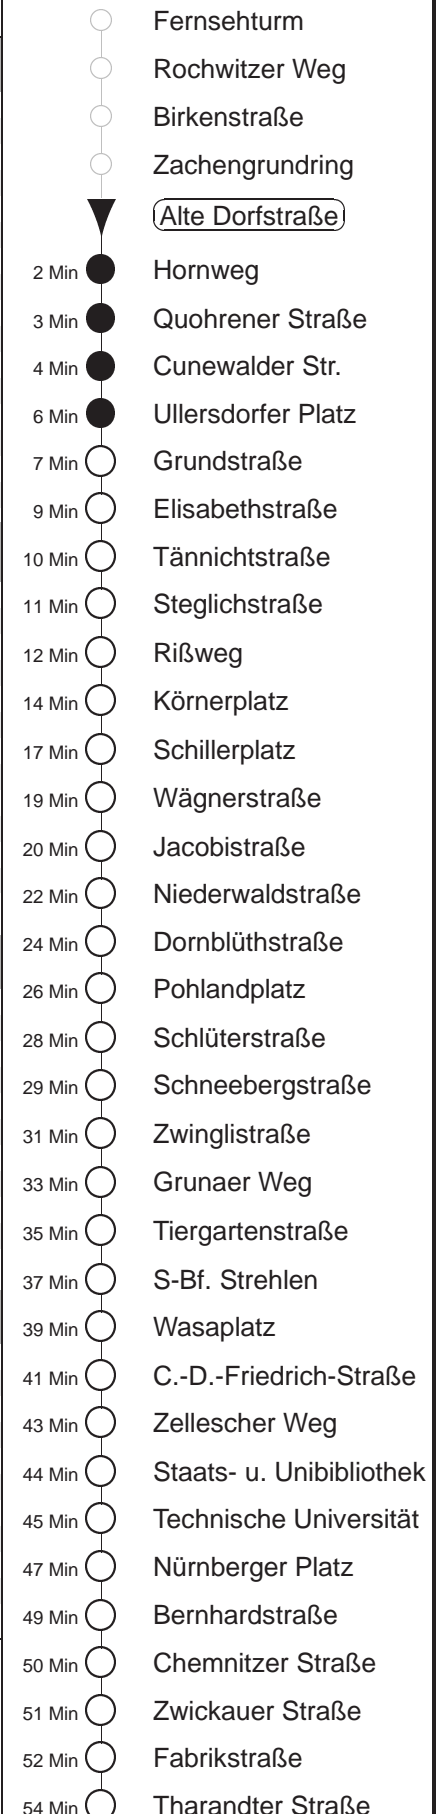 Fernsehturm
Rochwitzer Weg
Birkenstraße
Zachengrundring
Alte Dorfstraße
2 Min Hornweg
3 Min Quohrener Straße
4 Min Cunewalder Str.
6 Min Ullersdorfer Platz
7 Min Grundstraße
9 Min Elisabethstraße
10 Min Tännichtstraße
11 Min Steglichstraße
12 Min Rißweg
14 Min Körnerplatz
17 Min Schillerplatz
19 Min Wägnerstraße
20 Min Jacobistraße
22 Min Niederwaldstraße
24 Min Dornblüthstraße
26 Min Pohlandplatz
28 Min Schlüterstraße
29 Min Schneebergstraße
31 Min Zwinglistraße
33 Min Grunaer Weg
35 Min Tiergartenstraße
37 Min S-Bf. Strehlen
39 Min Wasaplatz
41 Min C.-D.-Friedrich-Straße
43 Min Zellescher Weg
44 Min Staats- u. Unibibliothek
45 Min Technische Universität
47 Min Nürnberger Platz
49 Min Bernhardstraße
50 Min Chemnitzer Straße
51 Min Zwickauer Straße
52 Min Fabrikstraße
54 Min Tharandter Straße